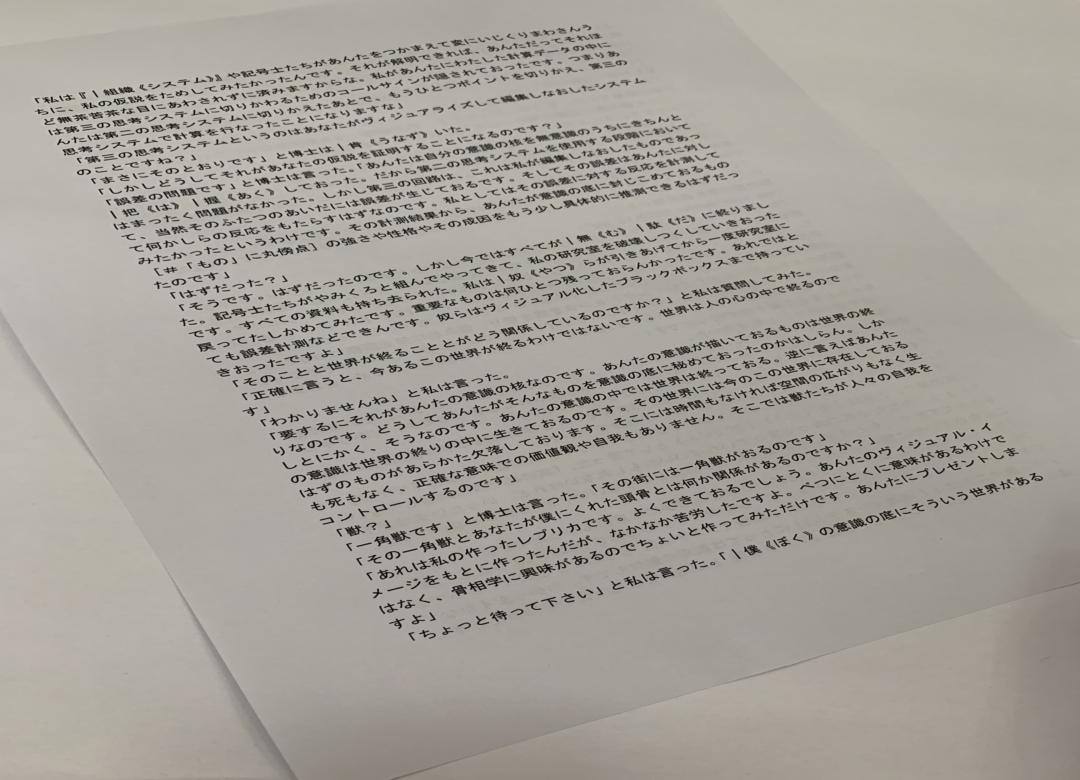 「私は『｜組織《システム》』や記号士たちがあんたをつかまえて変にいじくりまわさんう
ちに、私の仮説をためしてみたかったんです。それが解明できれば、あんただってそれほ
ど無茶苦茶な目にあわされずに済みますからな。私があんたにわたした計算データの中に
は第三の思考システムに切りかわるためのコールサインが隠されておったです。つまりあ
んたは第二の思考システムに切りかえたあとで、もうひとつポイントを切りかえ、第三の
思考システムで計算を行なったことになりますな」
「第三の思考システムというのはあなたがヴィジュアライズして編集しなおしたシステム
のことですね？」
「まさにそのとおりです」と博士は｜肯《うなず》いた。
「しかしどうしてそれがあなたの仮説を証明することになるのです？」
「誤差の問題です」と博士は言った。「あんたは自分の意識の核を無意識のうちにきちんと
｜把《は》｜握《あく》しておった。だから第二の思考システムを使用する段階において
はまったく問題がなかった。しかし第三の回路は、これは私が編集しなおしたものであっ
て、当然そのふたつのあいだには誤差が生じておるです。そしてその誤差はあんたに対し
て何かしらの反応をもたらすはずなのです。私としてはその誤差に対する反応を計測して
みたかったというわけです。その計測結果から、あんたが意識の底に封じこめておるもの
［＃「もの」に丸傍点］の強さや性格やその成因をもう少し具体的に推測できるはずだっ
たのです」
「はずだった？」
「そうです。はずだったのです。しかし今ではすべてが｜無《む》｜駄《だ》に終りまし
た。記号士たちがやみくろと組んでやってきて、私の研究室を破壊しつくしていきおった
です。すべての資料も持ち去られた。私は｜奴《やつ》らが引きあげてから一度研究室に
戻ってたしかめてみたです。重要なものは何ひとつ残っておらんかったです。あれではと
ても誤差計測などできんです。奴らはヴィジュアル化したブラックボックスまで持ってい
きおったですよ」
「そのことと世界が終ることとがどう関係しているのですか？」と私は質問してみた。
「正確に言うと、今あるこの世界が終るわけではないです。世界は人の心の中で終るので
す」
「わかりませんね」と私は言った。
「要するにそれがあんたの意識の核なのです。あんたの意識が描いておるものは世界の終
りなのです。どうしてあんたがそんなものを意識の底に秘めておったのかはしらん。しか
しとにかく、そうなのです。あんたの意識の中では世界は終っておる。逆に言えばあんた
の意識は世界の終りの中に生きておるのです。その世界には今のこの世界に存在しておる
はずのものがあらかた欠落しております。そこには時間もなければ空間の広がりもなく生
も死もなく、正確な意味での価値観や自我もありません。そこでは獣たちが人々の自我を
コントロールするのです」
「獣？」
「一角獣です」と博士は言った。「その街には一角獣がおるのです」
「その一角獣とあなたが僕にくれた頭骨とは何か関係があるのですか？」
「あれは私の作ったレプリカです。よくできておるでしょう。あんたのヴィジュアル・イ
メージをもとに作ったんだが、なかなか苦労したですよ。べつにとくに意味があるわけで
はなく、骨相学に興味があるのでちょいと作ってみただけです。あんたにプレゼントしま
すよ」
「ちょっと待って下さい」と私は言った。「｜僕《ぼく》の意識の底にそういう世界がある